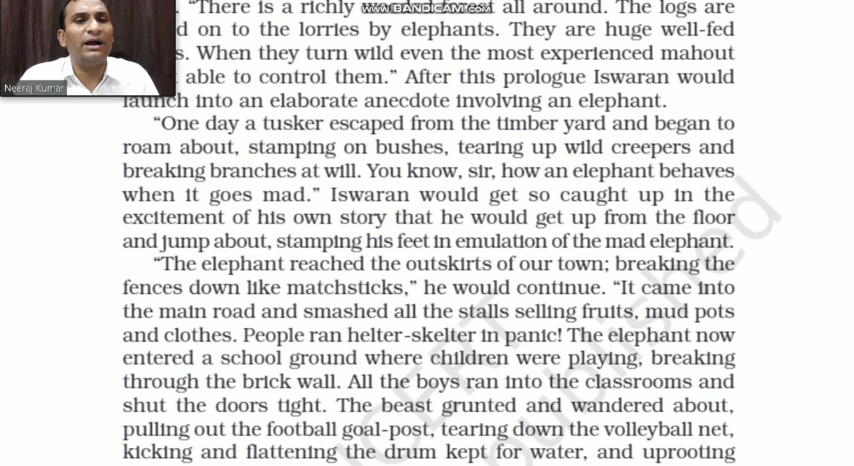 "There is a richly
www.BANDICAM.com
all around. The logs are
on to the lorries by elephants. They are huge well-fed
When they turn wild even the most experienced mahout
able to control them." After this prologue Iswaran would
launch into an elaborate anecdote involving an elephant.
"One day a tusker escaped from the timber yard and began to
roam about, stamping on bushes, tearing up wild creepers and
breaking branches at will. You know, sir, how an elephant behaves
when it goes mad." Iswaran would get so caught up in the
excitement of his own story that he would get up from the floor
and jump about, stamping his feet in emulation of the mad elephant.
"The elephant reached the outskirts of our town; breaking the
fences down like matchsticks," he would continue. "It came into
the main road and smashed all the stalls selling fruits, mud pots
and clothes. People ran helter-skelter in panic! The elephant now
entered a school ground where children were playing, breaking
through the brick wall. All the boys ran into the classrooms and
shut the doors tight. The beast grunted and wandered about,
pulling out the football goal-post, tearing down the volleyball net,
kicking and flattening the drum kept for water, and uprooting
Neeraj Kumar
NCERT
published